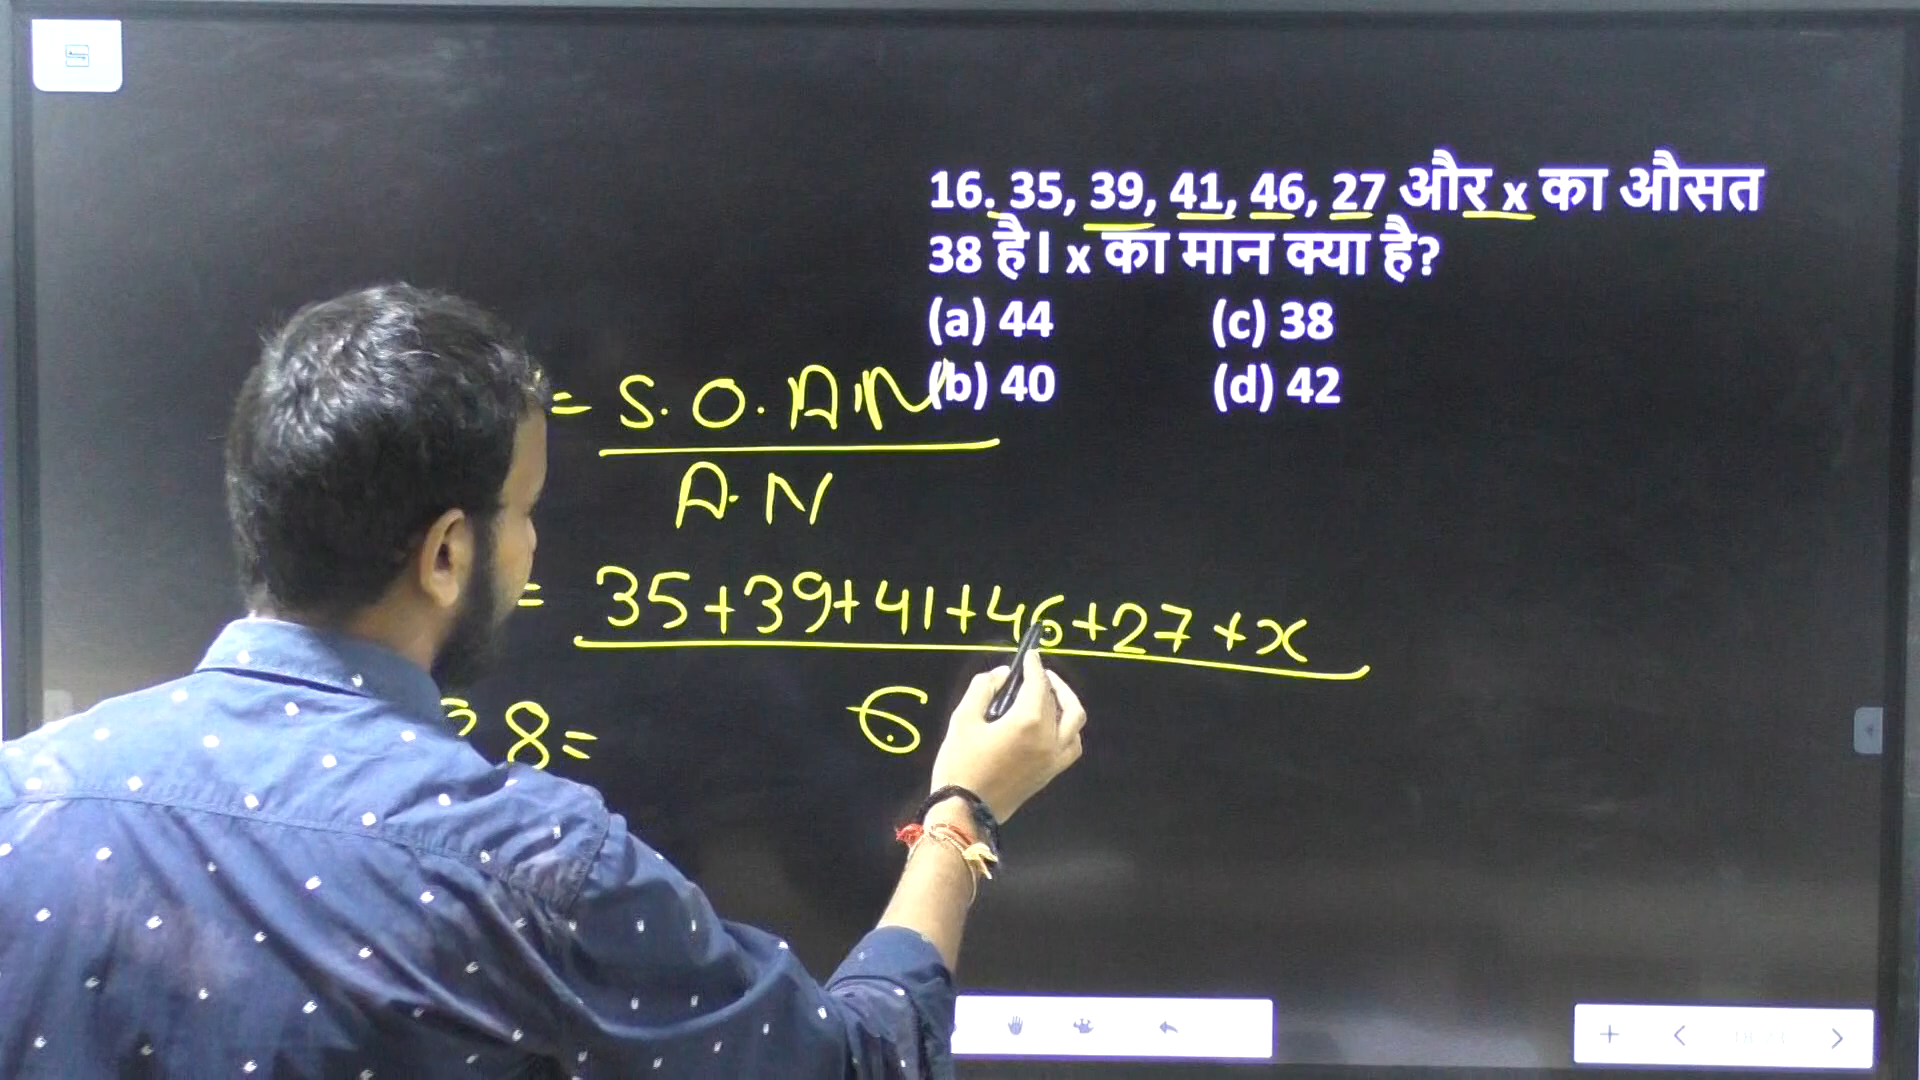 16. 35, 39, 41, 46, 27 और x का औसत
38 है। x का मान क्या है?
(a) 44 (c) 38
(b) 40 (d) 42
= S.O.A.N
A.N
= 35+39+41+46+27+x
6
38=